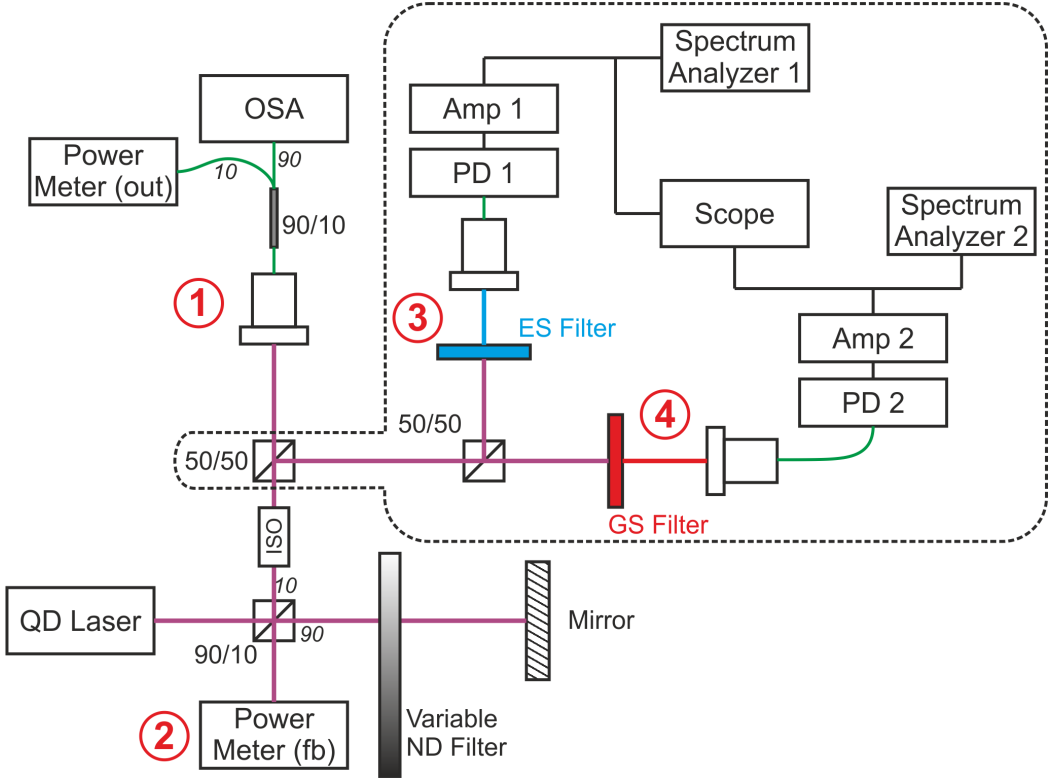 Spectrum
Analyzer 1
OSA
Amp 1
Power
Meter (out)
10
90
PD 1
90/10
Scope
Spectrum
Analyzer 2
1
3
ES Filter
Amp 2
PD 2
4
50/50
50/50
GS Filter
ISO
10
QD Laser
90
90/10
Mirror
2
Power
Meter (fb)
Variable
ND Filter